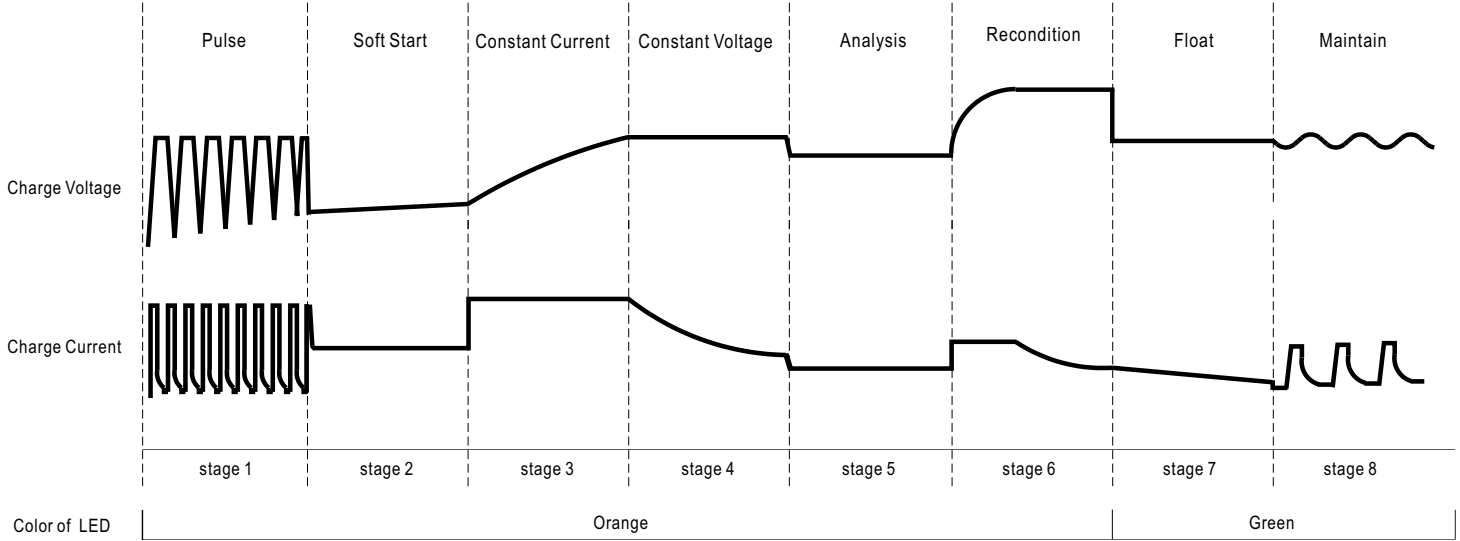 Pulse Soft Start Constant Current Constant Voltage Analysis Recondition Float Maintain
Charge Voltage
Charge Current
stage 1 stage 2 stage 3 stage 4 stage 5 stage 6 stage 7 stage 8
Color of LED Orange Green